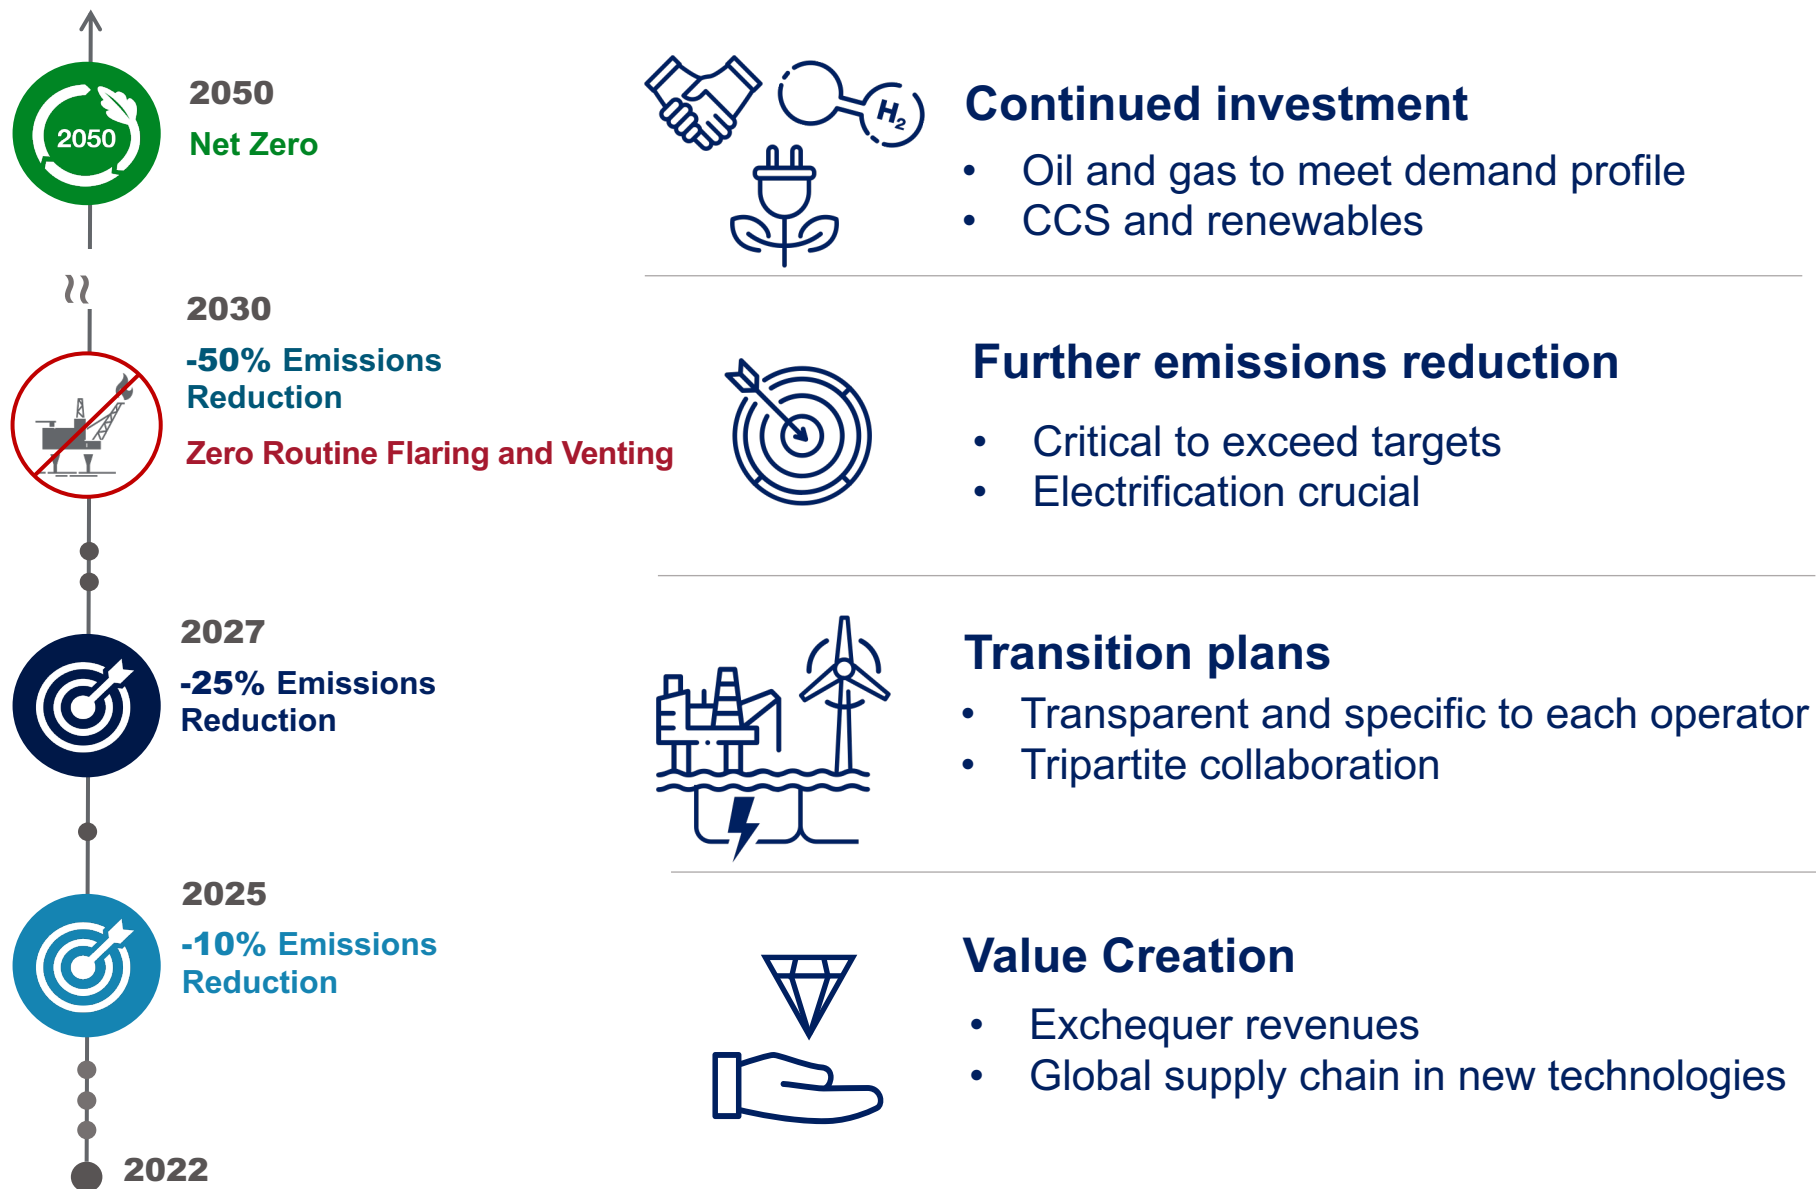 2050
2050
Net Zero
2030
-50% Emissions
Reduction
Zero Routine Flaring and Venting
2027
-25% Emissions
Reduction
2025
-10% Emissions
Reduction
2022
H2
Continued investment
• Oil and gas to meet demand profile
• CCS and renewables
Further emissions reduction
• Critical to exceed targets
• Electrification crucial
Transition plans
• Transparent and specific to each operator
• Tripartite collaboration
Value Creation
• Exchequer revenues
• Global supply chain in new technologies